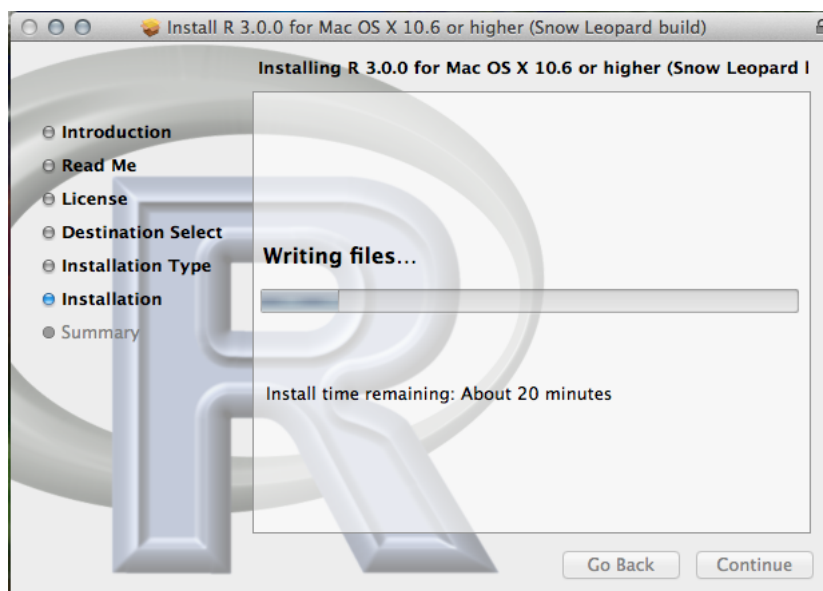 Install R 3.0.0 for Mac OS X 10.6 or higher (Snow Leopard build)
Installing R 3.0.0 for Mac OS X 10.6 or higher (Snow Leopard
Introduction
Read Me
License
Destination Select
Installation Type
Installation
Summary
Writing files...
Install time remaining: About 20 minutes
Go Back
Continue
R